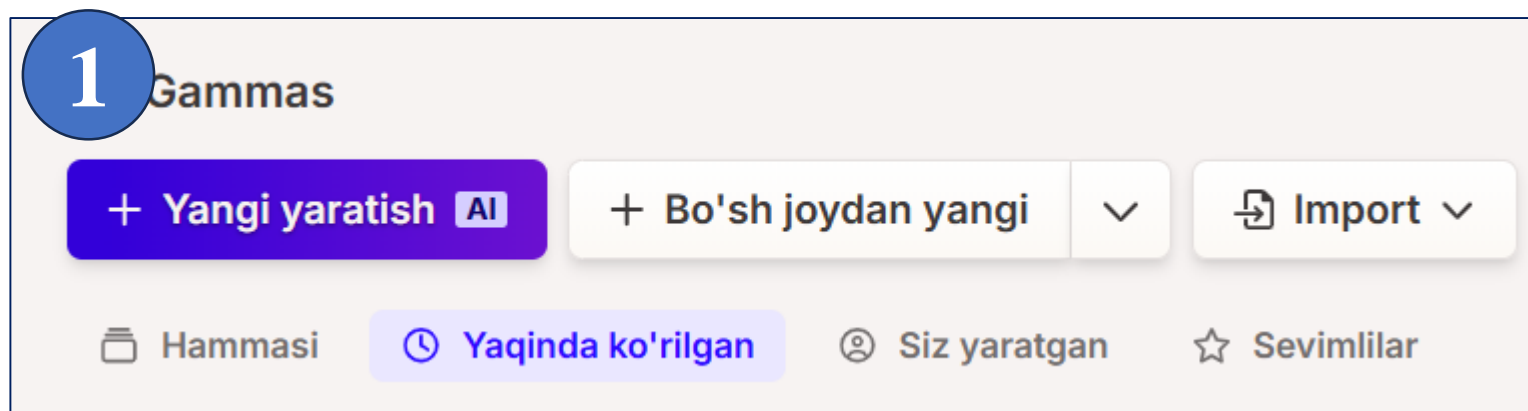 1
Gammas
+ Yangi yaratish AI
+ Bo'sh joydan yangi
Import
Hammasi
Yaqinda ko'rilgan
Siz yaratgan
Sevimlilar